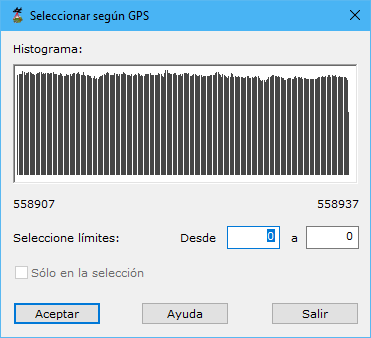 Seleccionar según GPS
Histograma:
558907 558937
Seleccione límites: Desde 0 a 0
Sólo en la selección
Aceptar Ayuda Salir